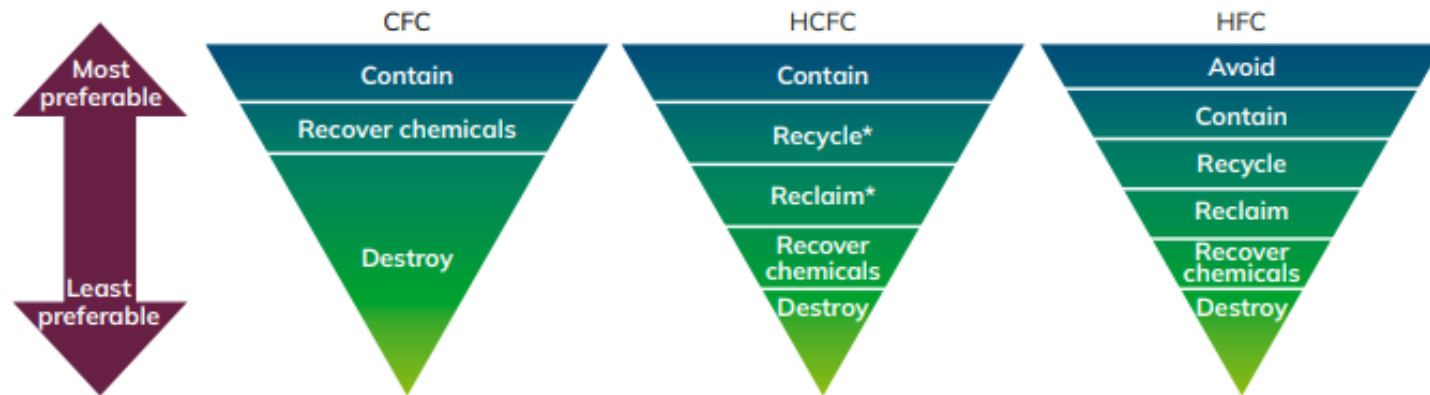 Most
preferable
Least
preferable
CFC
Contain
Recover chemicals
Destroy
HCFC
Contain
Recycle*
Reclaim*
Recover
chemicals
Destroy
HFC
Avoid
Contain
Recycle
Reclaim
Recover
chemicals
Destroy